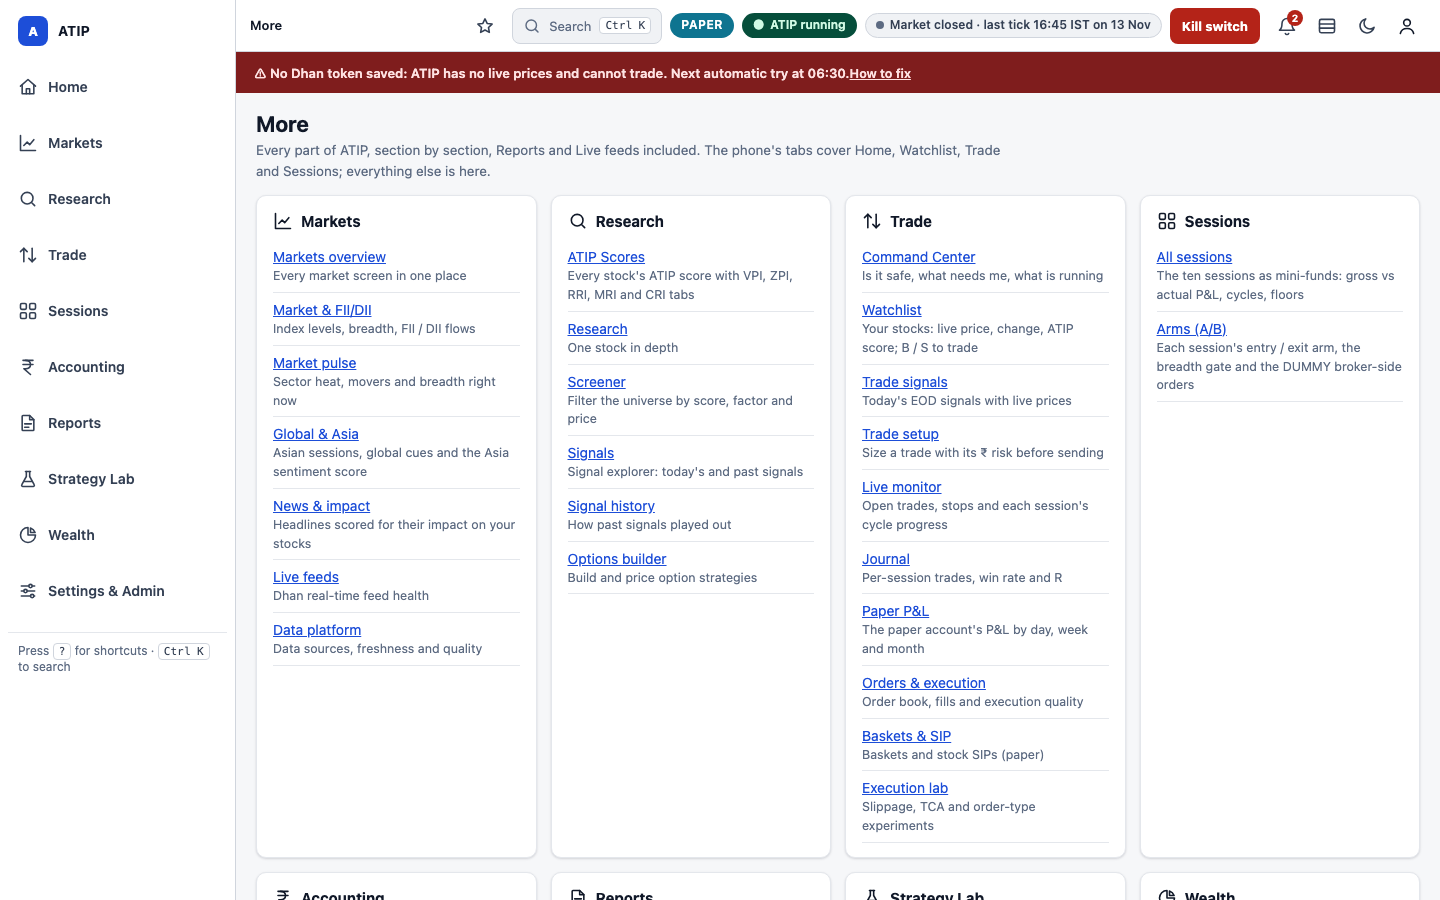 A ATIP
Home
Markets
Research
Trade
Sessions
Accounting
Reports
Strategy Lab
Wealth
Settings & Admin
Press ? for shortcuts · Ctrl K
to search
More
Search Ctrl K
PAPER
ATIP running
Market closed · last tick 16:45 IST on 13 Nov
Kill switch
2
⚠ No Dhan token saved: ATIP has no live prices and cannot trade. Next automatic try at 06:30.How to fix
More
Every part of ATIP, section by section, Reports and Live feeds included. The phone's tabs cover Home, Watchlist, Trade
and Sessions; everything else is here.
Markets
Markets overview
Every market screen in one place
Market & FII/DII
Index levels, breadth, FII / DII flows
Market pulse
Sector heat, movers and breadth right
now
Global & Asia
Asian sessions, global cues and the Asia
sentiment score
News & impact
Headlines scored for their impact on your
stocks
Live feeds
Dhan real-time feed health
Data platform
Data sources, freshness and quality
Research
ATIP Scores
Every stock's ATIP score with VPI, ZPI,
RRI, MRI and CRI tabs
Research
One stock in depth
Screener
Filter the universe by score, factor and
price
Signals
Signal explorer: today's and past signals
Signal history
How past signals played out
Options builder
Build and price option strategies
Trade
Command Center
Is it safe, what needs me, what is running
Watchlist
Your stocks: live price, change, ATIP
score; B / S to trade
Trade signals
Today's EOD signals with live prices
Trade setup
Size a trade with its ₹ risk before sending
Live monitor
Open trades, stops and each session's
cycle progress
Journal
Per-session trades, win rate and R
Paper P&L
The paper account's P&L by day, week
and month
Orders & execution
Order book, fills and execution quality
Baskets & SIP
Baskets and stock SIPs (paper)
Execution lab
Slippage, TCA and order-type
experiments
Sessions
All sessions
The ten sessions as mini-funds: gross vs
actual P&L, cycles, floors
Arms (A/B)
Each session's entry / exit arm, the
breadth gate and the DUMMY broker-side
orders
Accounting
Reports
Strategy Lab
Wealth